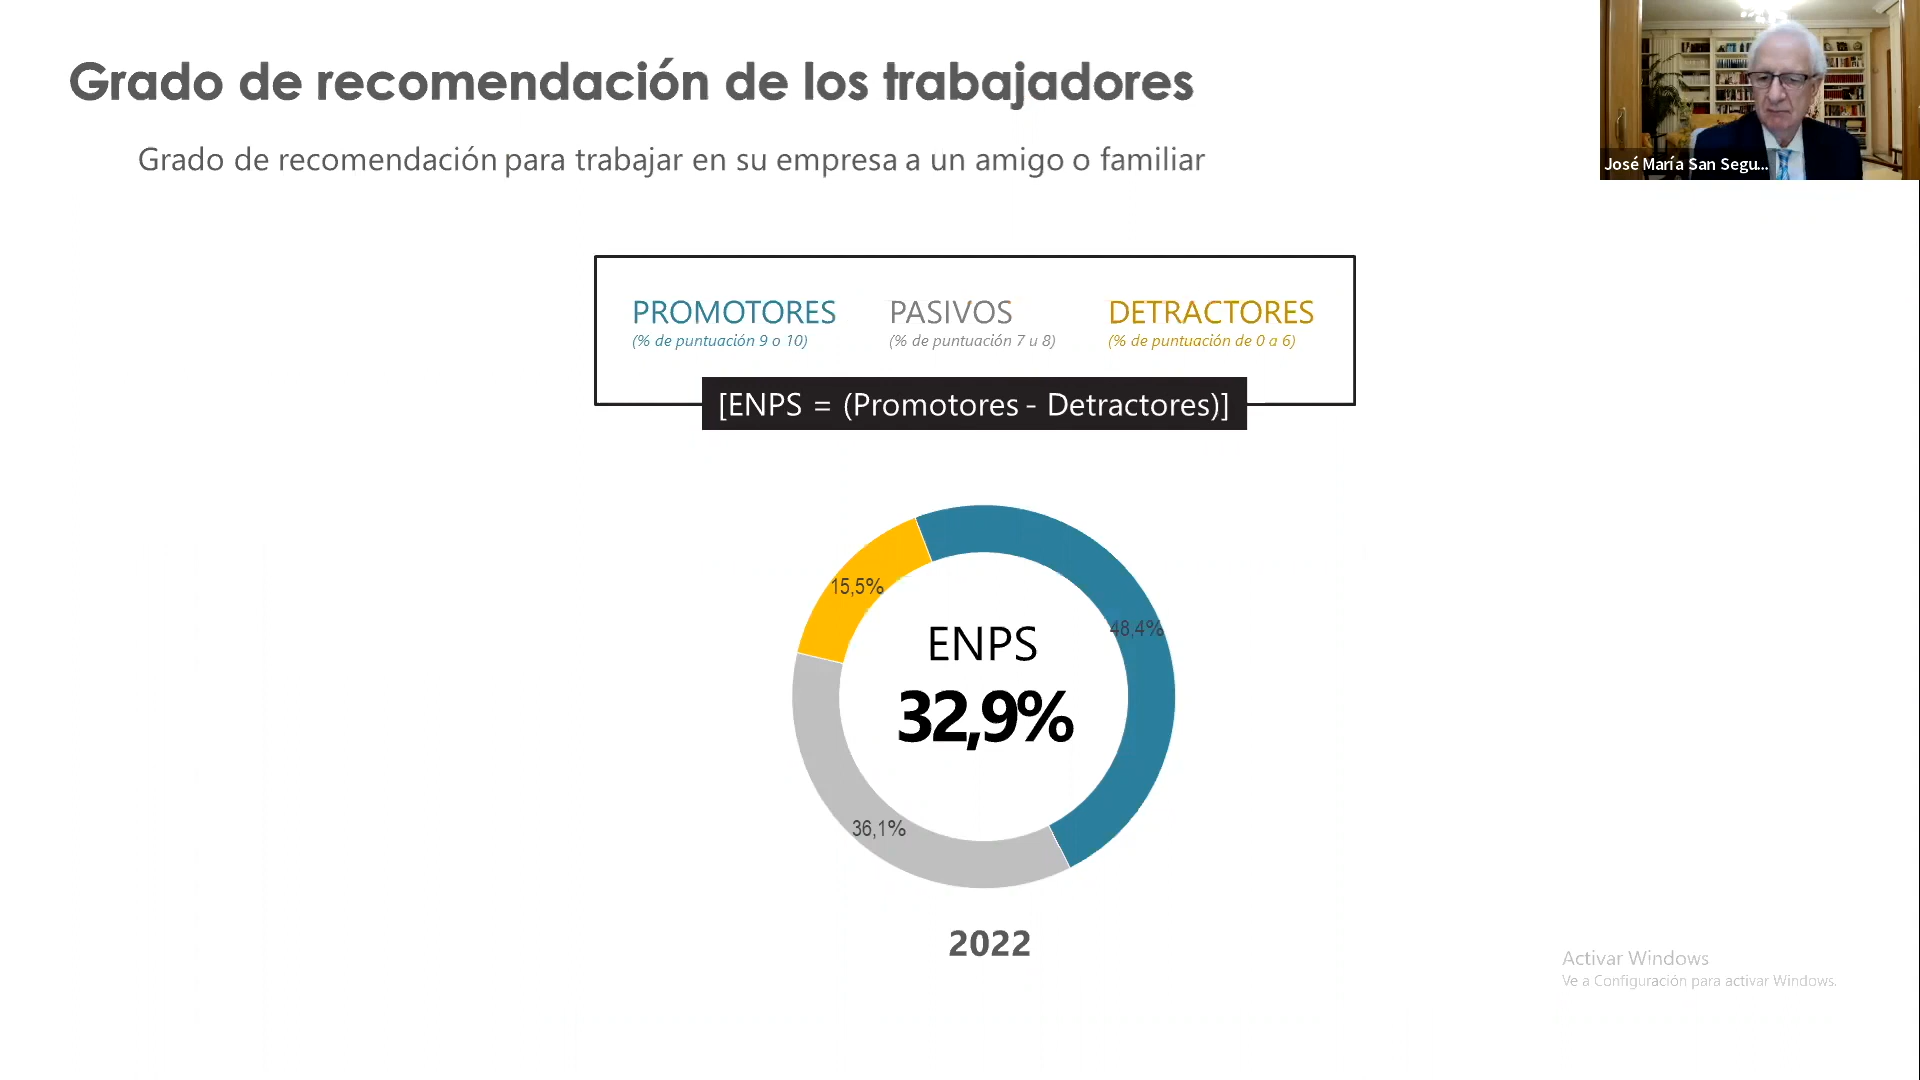 Grado de recomendación de los trabajadores
Grado de recomendación para trabajar en su empresa a un amigo o familiar
José María San Segu...
PROMOTORES
(% de puntuación 9 o 10)
PASIVOS
(% de puntuación 7 u 8)
DETRACTORES
(% de puntuación de 0 a 6)
[ENPS = (Promotores - Detractores)]
15,5%
48,4%
ENPS
32,9%
36,1%
2022
Activar Windows
Ve a Configuración para activar Windows.